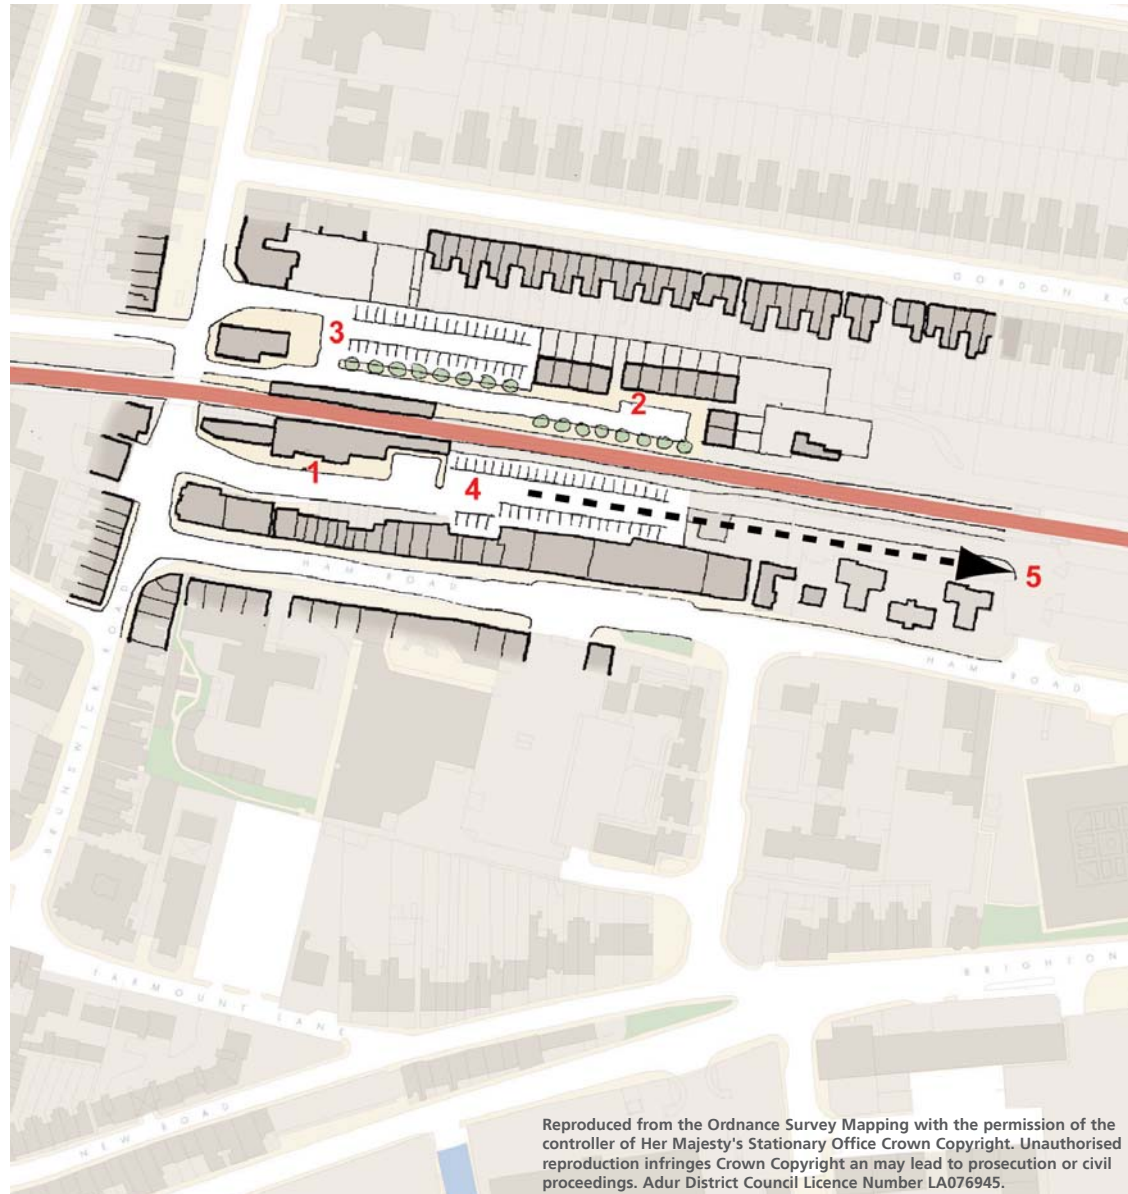 GORDON RO
3
2
1
4
5
HAM ROAD
HAM ROAD
BRUNSWICK ROAD
BRIGHTON
TARMOUNT LANE
NEW ROAD
Reproduced from the Ordnance Survey Mapping with the permission of the
controller of Her Majesty's Stationary Office Crown Copyright. Unauthorised
reproduction infringes Crown Copyright an may lead to prosecution or civil
proceedings. Adur District Council Licence Number LA076945.